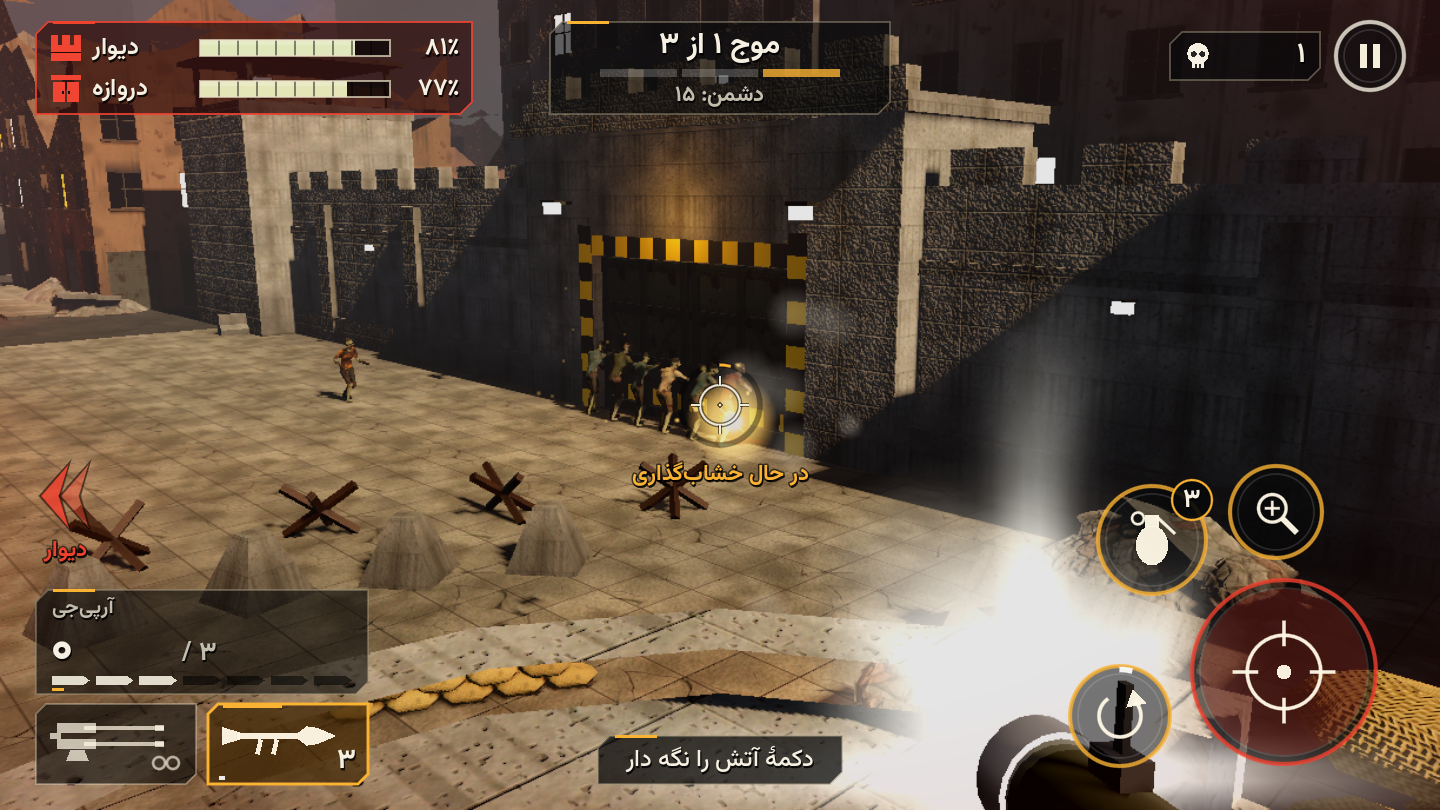 دیوار ۸۱٪
دروازه ۷۷٪
موج ۱ از ۳
دشمن: ۱۵
۱
در حال خشاب‌گذاری
دیوار
۳
آرپی‌جی
۰ / ۳
∞
۳
دکمهٔ آتش را نگه دار